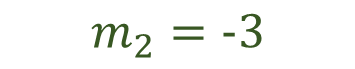 m₂ = -3